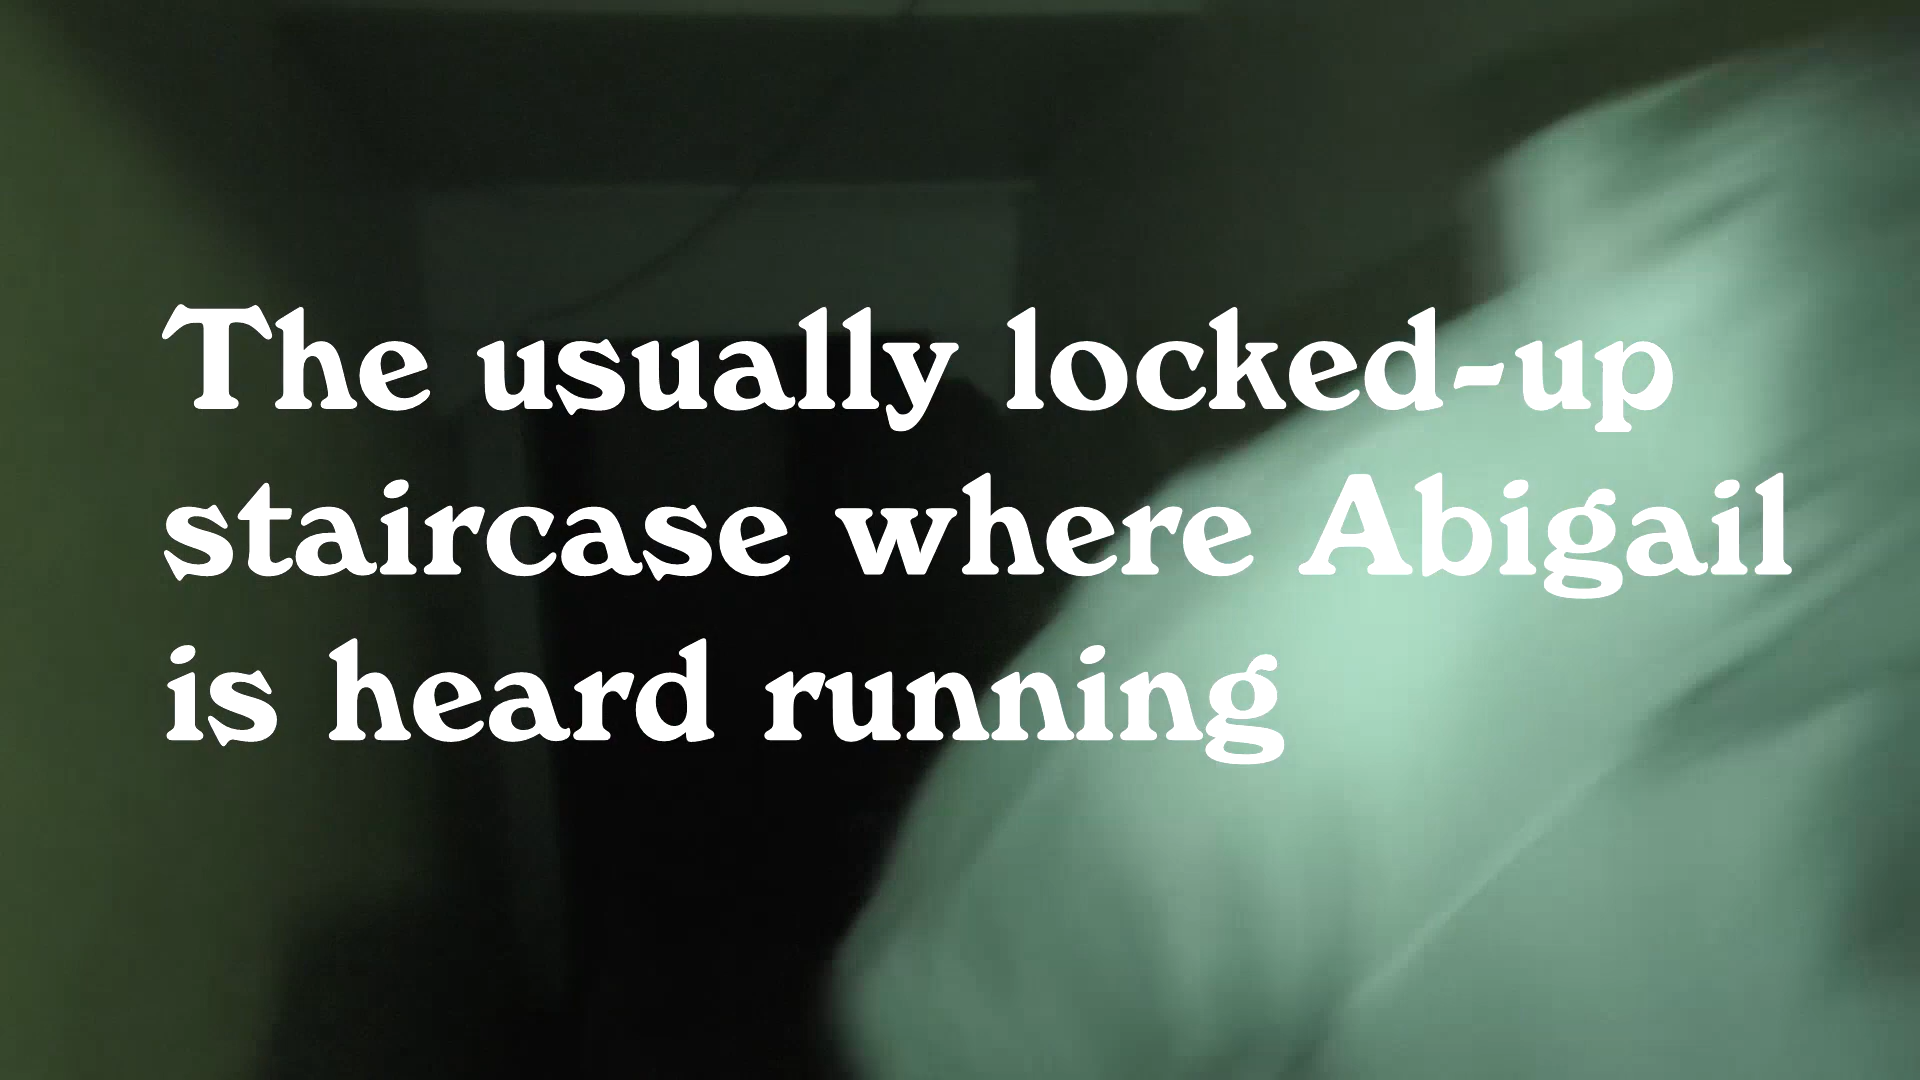 The usually locked-up
staircase where Abigail
is heard running